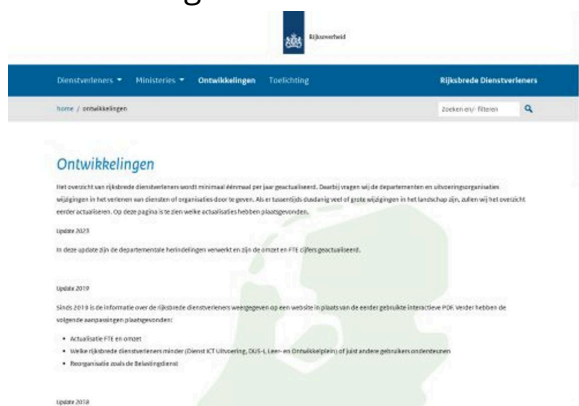 Rijksoverheid
Dienstverleners Ministeries Ontwikkelingen Toelichting Rijksbrede Dienstverleners
home / ontwikkelingen Zoeken en/- filteren
Ontwikkelingen
Het overzicht van rijksbrede dienstverleners wordt minimaal éénmaal per jaar geactualiseerd. Daarbij vragen wij de departementen en uitvoeringsorganisaties
wijzigingen in het verlenen van diensten of organisaties door te geven. Als er tussentijds dusdanig veel of grote wijzigingen in het landschap zijn, zullen wij het overzicht
eerder actualiseren. Op deze pagina is te zien welke actualisaties hebben plaatsgevonden.
Update 2023
In deze update zijn de departementale herindelingen verwerkt en zijn de omzet en FTE cijfers geactualiseerd.
Update 2019
Sinds 2019 is de informatie over de rijksbrede dienstverleners weergegeven op een website in plaats van de eerder gebruikte interactieve PDF. Verder hebben de
volgende aanpassingen plaatsgevonden:
Actualisatie FTE en omzet
Welke rijksbrede dienstverleners minder (Dienst ICT Uitvoering, DUS-I, Leer- en Ontwikkelplein) of juist andere gebruikers ondersteunen
Reorganisatie zoals de Belastingdienst
Update 2018